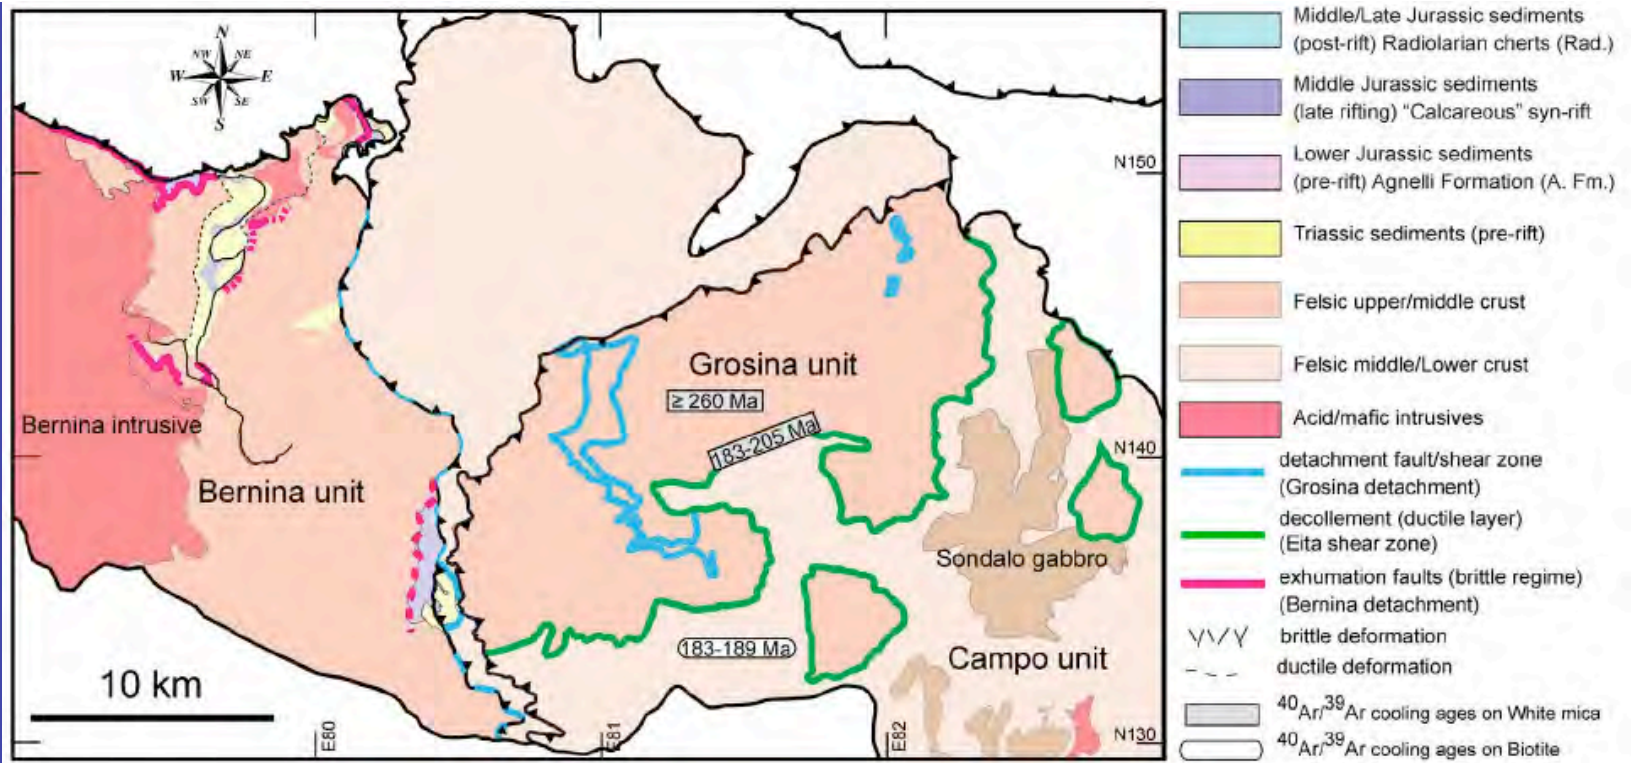 N
NW
NE
W
E
SW
SE
S
N150
Grosina unit
≥ 260 Ma
183-205 Ma
N140
Bernina intrusive
Bernina unit
Sondalo gabbro
183-189 Ma
Campo unit
10 km
E80
E81
E82
N130
Middle/Late Jurassic sediments
(post-rift) Radiolarian cherts (Rad.)
Middle Jurassic sediments
(late rifting) “Calcareous” syn-rift
Lower Jurassic sediments
(pre-rift) Agnelli Formation (A. Fm.)
Triassic sediments (pre-rift)
Felsic upper/middle crust
Felsic middle/Lower crust
Acid/mafic intrusives
detachment fault/shear zone
(Grosina detachment)
decollement (ductile layer)
(Eita shear zone)
exhumation faults (brittle regime)
(Bernina detachment)
brittle deformation
ductile deformation
⁴⁰Ar/³⁹Ar cooling ages on White mica
⁴⁰Ar/³⁹Ar cooling ages on Biotite